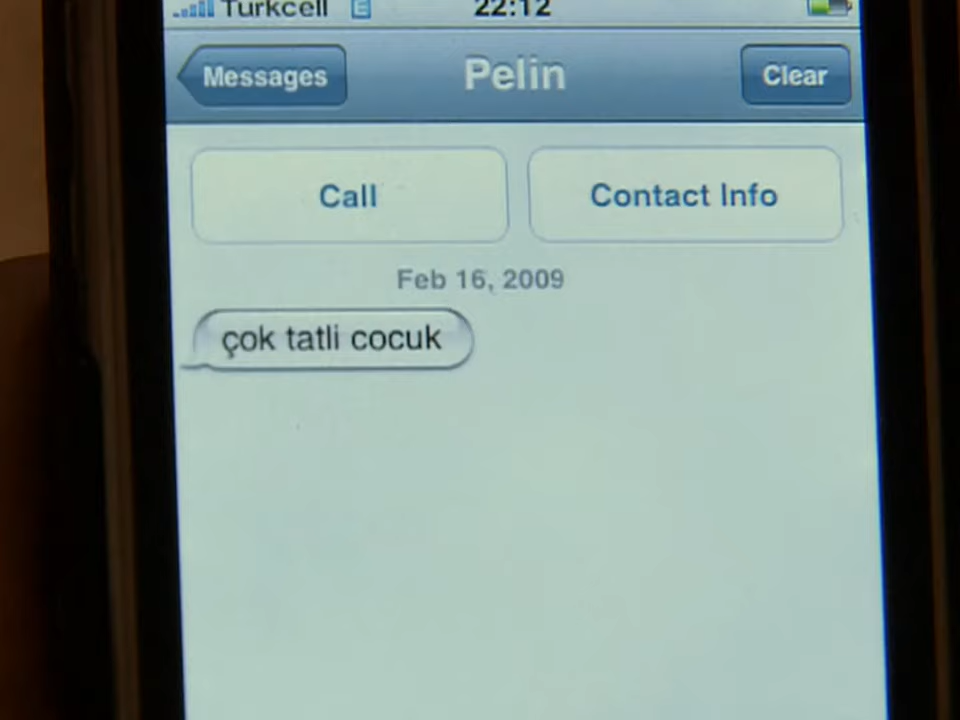 Turkcell E 22:12
Messages Pelin Clear
Call Contact Info
Feb 16, 2009
çok tatli cocuk